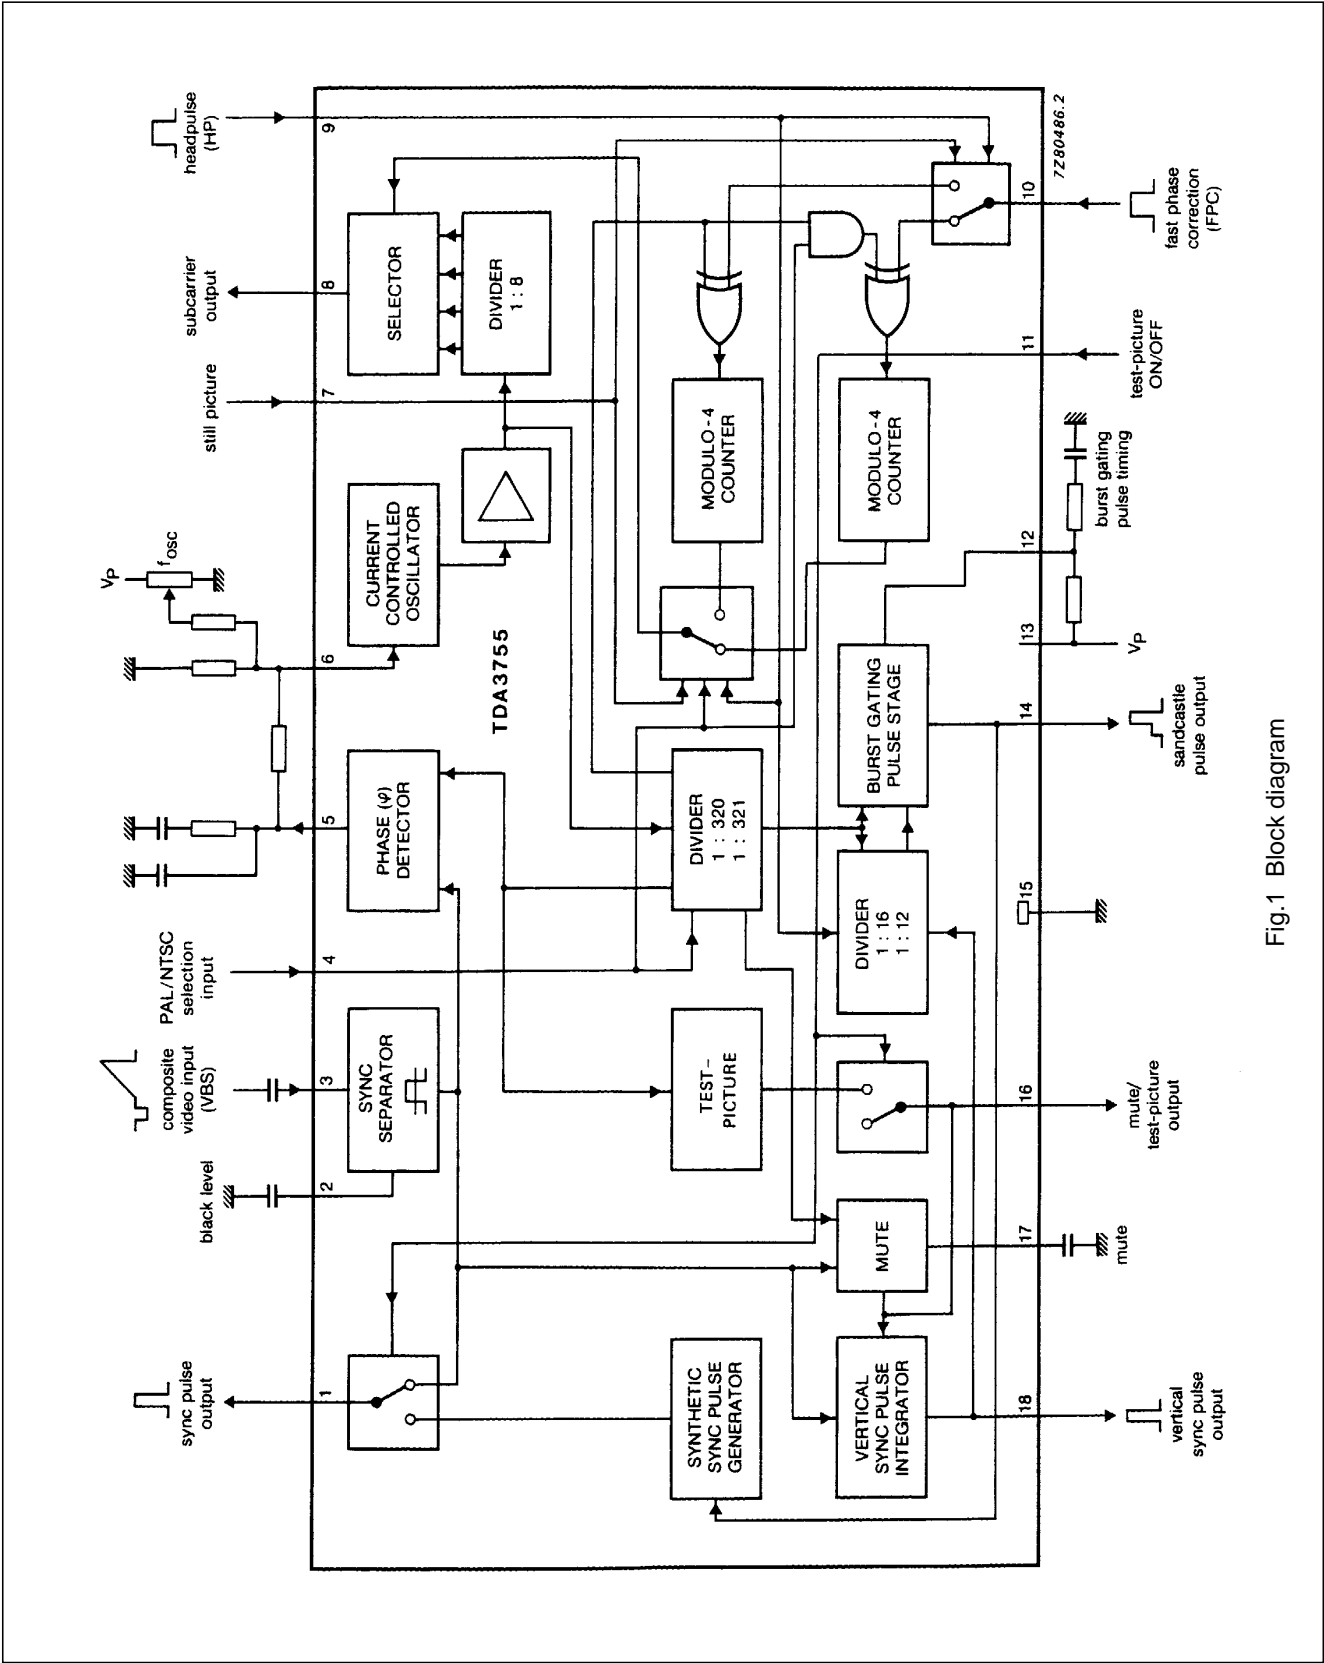 sync pulse
output
black level
composite
video input
(VBS)
PAL/NTSC
selection
input
VP
fosc
still picture
subcarrier
output
headpulse
(HP)
1
2
3
4
5
6
7
8
9
SYNC
SEPARATOR
PHASE (φ)
DETECTOR
CURRENT
CONTROLLED
OSCILLATOR
SELECTOR
DIVIDER
1 : 8
TDA3755
SYNTHETIC
SYNC PULSE
GENERATOR
TEST-
PICTURE
DIVIDER
1 : 320
1 : 321
MODULO-4
COUNTER
VERTICAL
SYNC PULSE
INTEGRATOR
MUTE
DIVIDER
1 : 16
1 : 12
BURST GATING
PULSE STAGE
MODULO-4
COUNTER
18
17
16
15
14
13
12
11
10
7Z80486.2
vertical
sync pulse
output
mute
mute/
test-picture
output
sandcastle
pulse output
VP
burst gating
pulse timing
test-picture
ON/OFF
fast phase
correction
(FPC)
Fig.1 Block diagram